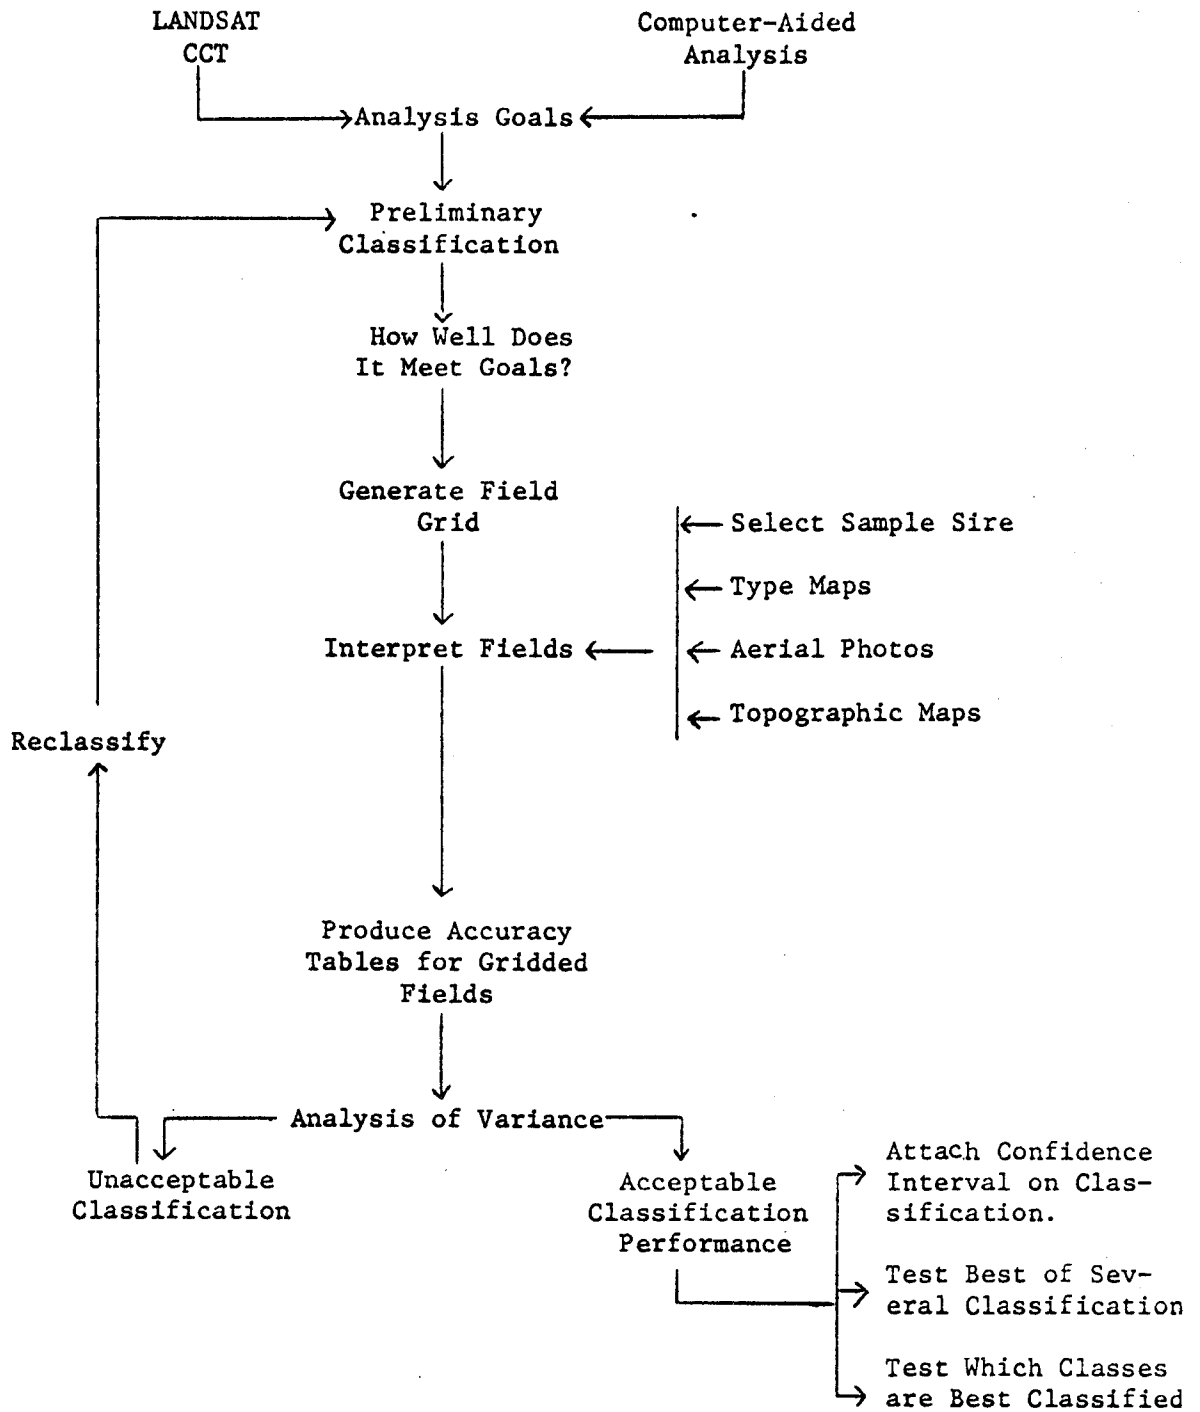 LANDSAT
CCT
Computer-Aided
Analysis
Analysis Goals
Preliminary
Classification
How Well Does
It Meet Goals?
Generate Field
Grid
Select Sample Sire
Type Maps
Interpret Fields
Aerial Photos
Topographic Maps
Reclassify
Produce Accuracy
Tables for Gridded
Fields
Analysis of Variance
Unacceptable
Classification
Acceptable
Classification
Performance
Attach Confidence
Interval on Clas-
sification.
Test Best of Sev-
eral Classification
Test Which Classes
are Best Classified